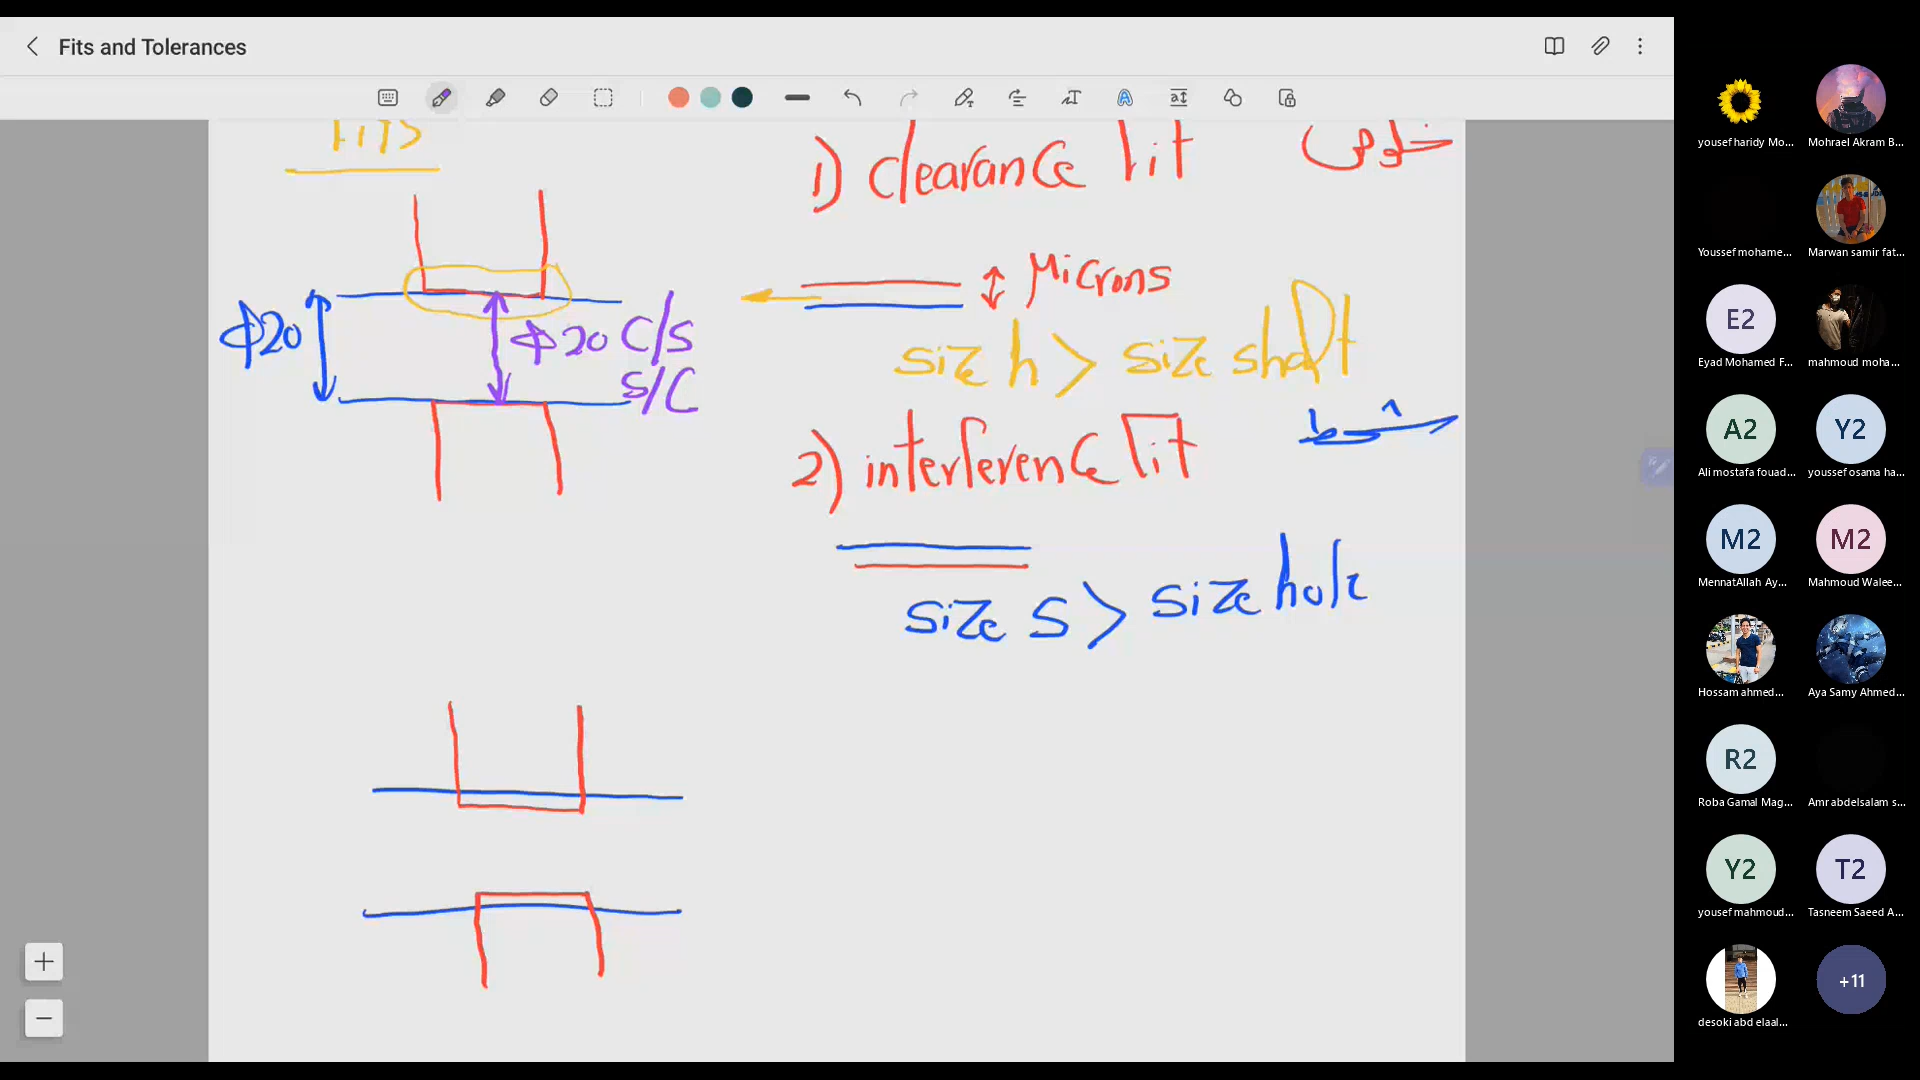 Fits and Tolerances
Fits
1) clearance fit
خلوص
Microns
size h > size shaft
Φ20
Φ20 C/S
S/C
2) interference fit
size s > size hole
yousef haridy Mo...
Mohrael Akram B...
Youssef mohame...
Marwan samir fat...
E2
Eyad Mohamed F...
mahmoud moha...
A2
Ali mostafa fouad...
Y2
youssef osama ha...
M2
MennatAllah Ay...
M2
Mahmoud Walee...
Hossam ahmed...
Aya Samy Ahmed...
R2
Roba Gamal Mag...
Amr abdelsalam s...
Y2
yousef mahmoud...
T2
Tasneem Saeed A...
desoki abd elaal...
+11